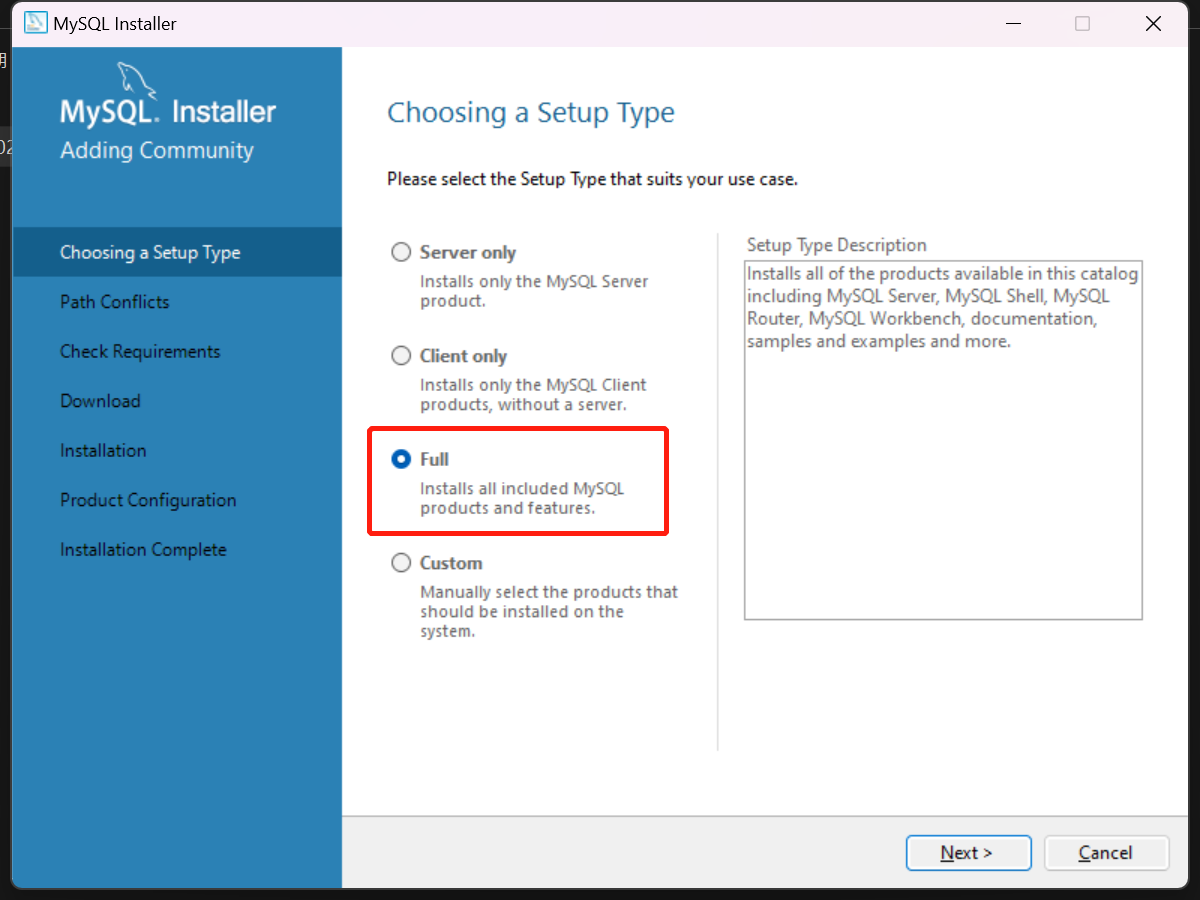 MySQL Installer
期
02
MySQL. Installer
Adding Community
Choosing a Setup Type
Path Conflicts
Check Requirements
Download
Installation
Product Configuration
Installation Complete
Choosing a Setup Type
Please select the Setup Type that suits your use case.
Server only
Installs only the MySQL Server
product.
Client only
Installs only the MySQL Client
products, without a server.
Full
Installs all included MySQL
products and features.
Custom
Manually select the products that
should be installed on the
system.
Setup Type Description
Installs all of the products available in this catalog
including MySQL Server, MySQL Shell, MySQL
Router, MySQL Workbench, documentation,
samples and examples and more.
Next >
Cancel